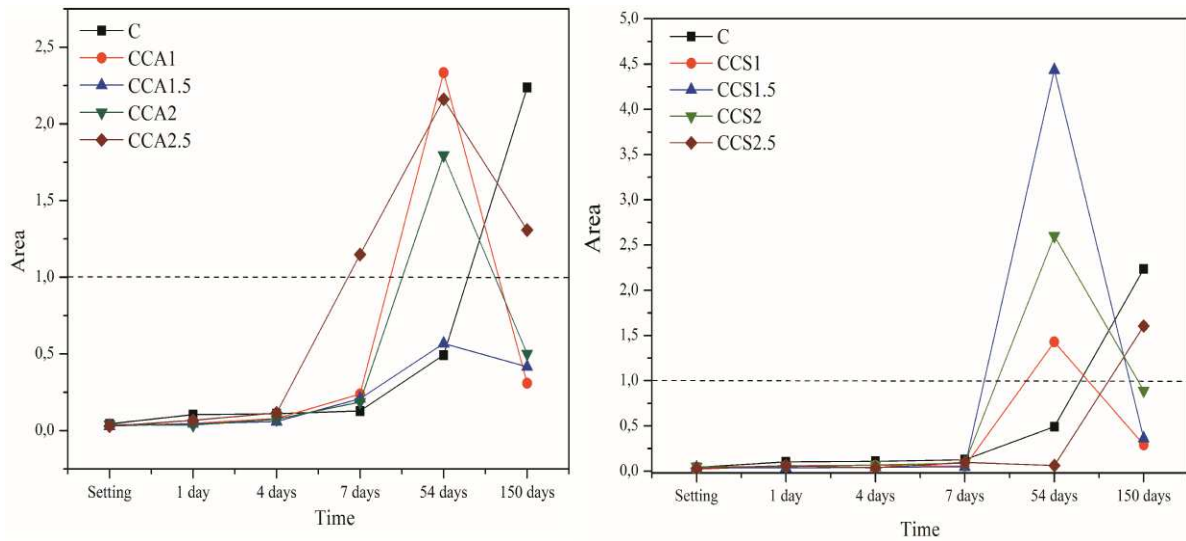 C
CCA1
CCA1.5
CCA2
CCA2.5
2,5
2,0
1,5
1,0
0,5
0,0
Area
Setting
1 day
4 days
7 days
54 days
150 days
Time
C
CCS1
CCS1.5
CCS2
CCS2.5
5,0
4,5
4,0
3,5
3,0
2,5
2,0
1,5
1,0
0,5
0,0
Area
Setting
1 day
4 days
7 days
54 days
150 days
Time